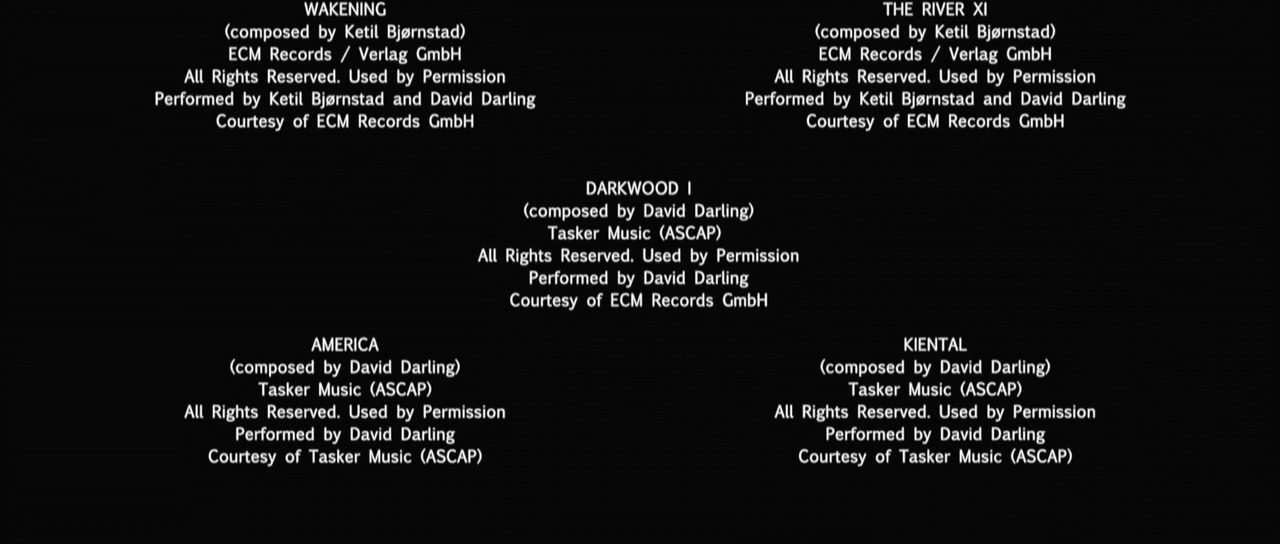 WAKENING
(composed by Ketil Bjørnstad)
ECM Records / Verlag GmbH
All Rights Reserved. Used by Permission
Performed by Ketil Bjørnstad and David Darling
Courtesy of ECM Records GmbH
THE RIVER XI
(composed by Ketil Bjørnstad)
ECM Records / Verlag GmbH
All Rights Reserved. Used by Permission
Performed by Ketil Bjørnstad and David Darling
Courtesy of ECM Records GmbH
DARKWOOD I
(composed by David Darling)
Tasker Music (ASCAP)
All Rights Reserved. Used by Permission
Performed by David Darling
Courtesy of ECM Records GmbH
AMERICA
(composed by David Darling)
Tasker Music (ASCAP)
All Rights Reserved. Used by Permission
Performed by David Darling
Courtesy of Tasker Music (ASCAP)
KIENTAL
(composed by David Darling)
Tasker Music (ASCAP)
All Rights Reserved. Used by Permission
Performed by David Darling
Courtesy of Tasker Music (ASCAP)